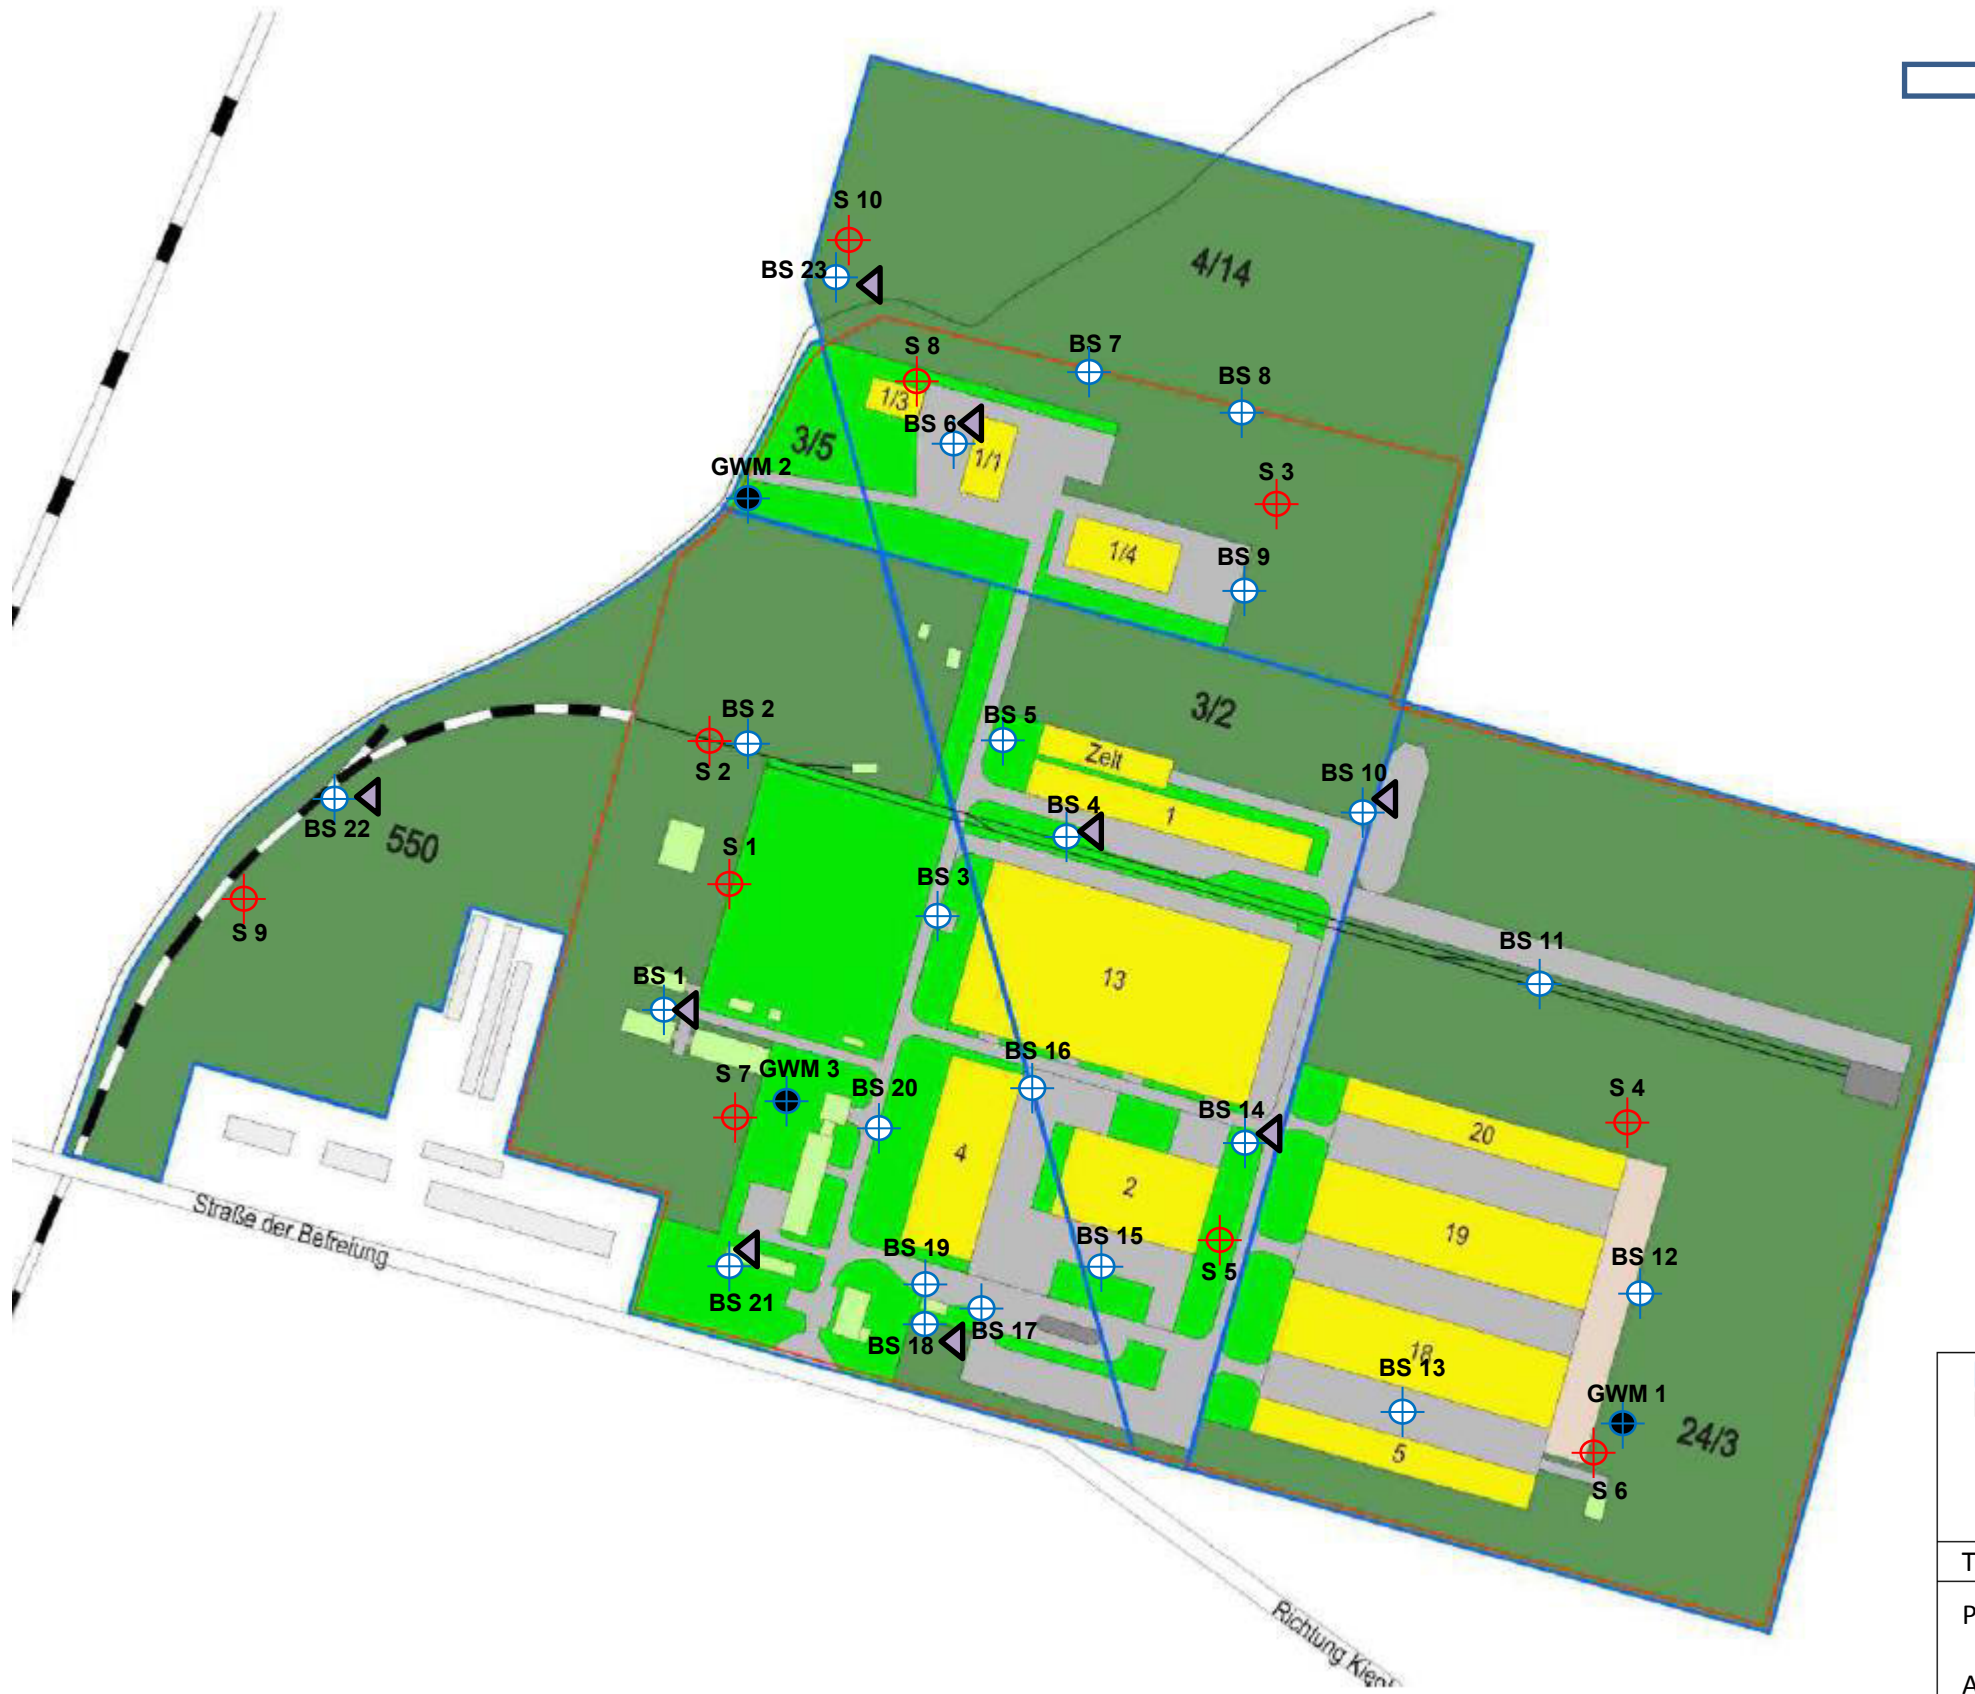 S 10
4/14
BS 23
BS 7
S 8
BS 8
1/3
BS 6
3/5
1/1
GWM 2
S 3
1/4
BS 9
BS 2
BS 5
3/2
S 2
Zelt
BS 10
BS 4
1
BS 22
550
S 1
BS 3
S 9
BS 11
BS 1
13
BS 16
S 7
GWM 3
BS 20
BS 14
S 4
20
4
2
Straße der Befreiung
19
BS 19
BS 15
S 5
BS 12
BS 21
BS 18
BS 17
18
BS 13
GWM 1
24/3
5
S 6
T
P
Richtung
A